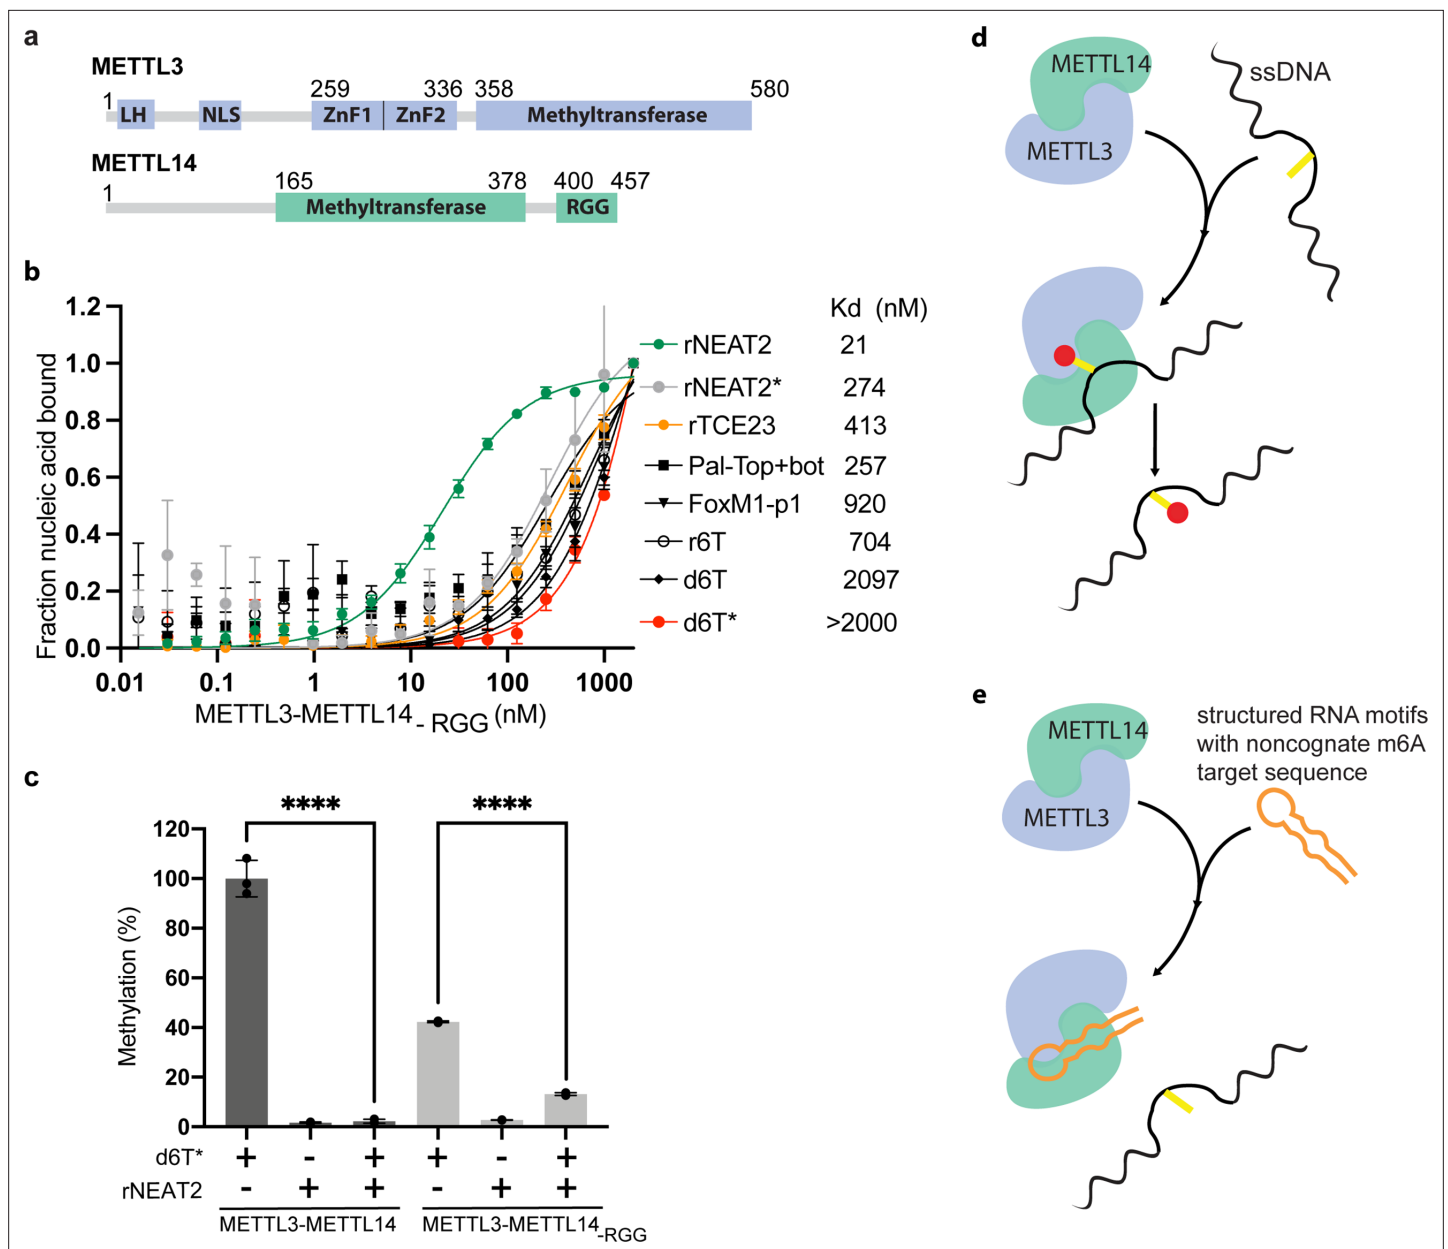 a
METTL3
1 259 336 358 580
LH NLS ZnF1 ZnF2 Methyltransferase
METTL14
1 165 378 400 457
Methyltransferase RGG
b
Fraction nucleic acid bound
1.2
1.0
0.8
0.6
0.4
0.2
0.0
0.01 0.1 1 10 100 1000
METTL3-METTL14 - RGG (nM)
Kd (nM)
rNEAT2 21
rNEAT2* 274
rTCE23 413
Pal-Top+bot 257
FoxM1-p1 920
r6T 704
d6T 2097
d6T* >2000
c
Methylation (%)
120
100
80
60
40
20
0
**** ****
d6T* + - + + - +
rNEAT2 - + + - + +
METTL3-METTL14 METTL3-METTL14-RGG
d
METTL14
METTL3
ssDNA
e
METTL14
METTL3
structured RNA motifs
with noncognate m6A
target sequence